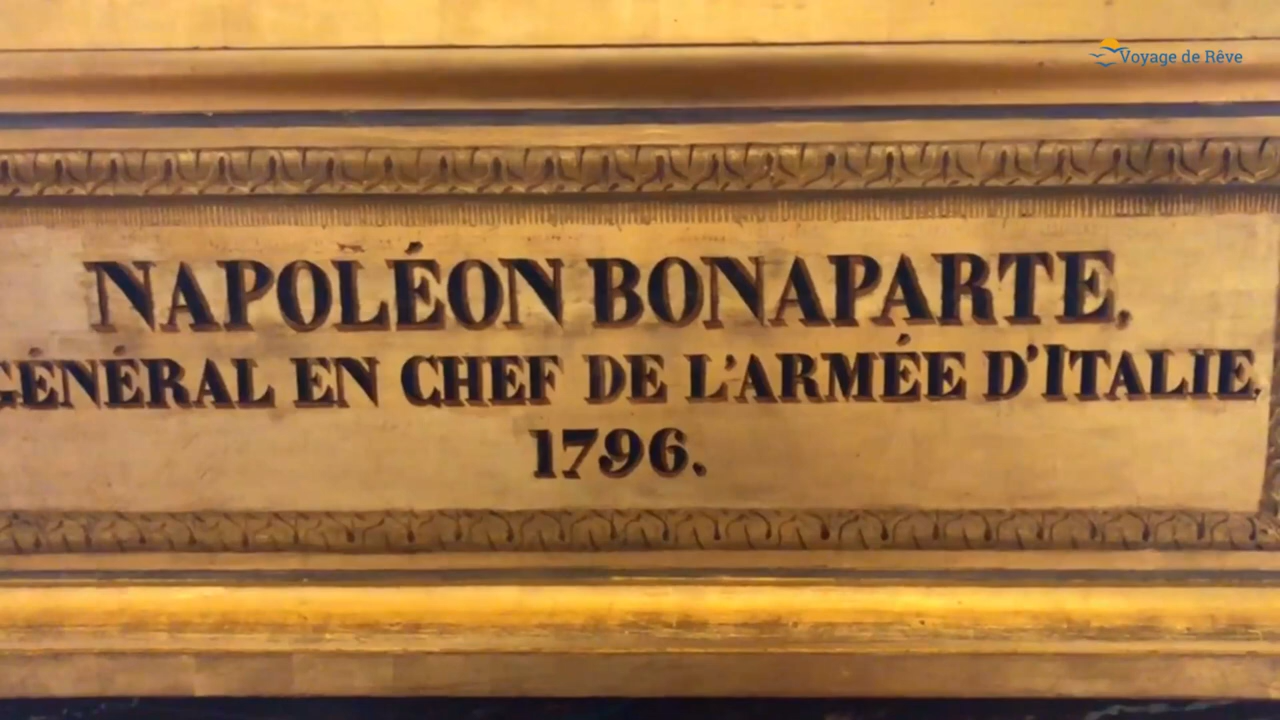 Voyage de Rêve
NAPOLÉON BONAPARTE,
GÉNÉRAL EN CHEF DE L'ARMÉE D'ITALIE,
1796.